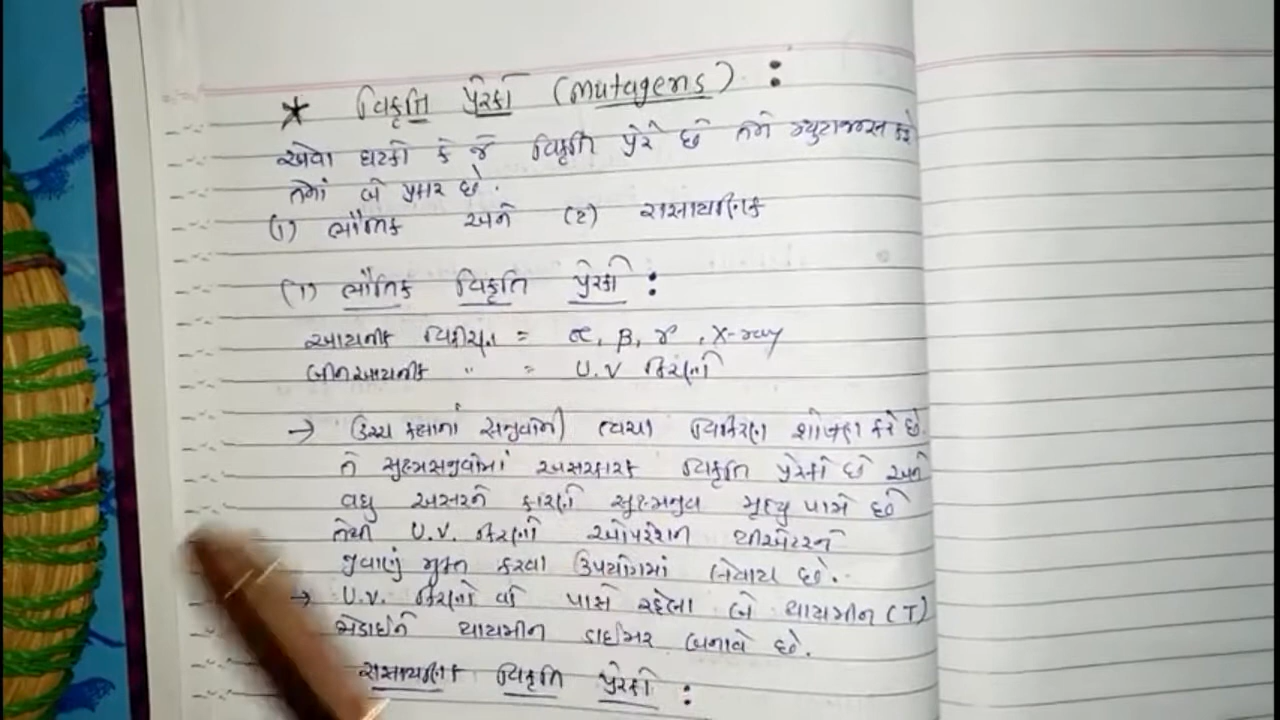 * વિકૃતિ પ્રેરકો (Mutagens) :
એવા ઘટકો કે જે વિકૃતિ પ્રેરે છે તેને મ્યુટાજન્સ કહે
તેનાં બે પ્રકાર છે.
(1) ભૌતિક અને (2) રાસાયણિક
(1) ભૌતિક વિકૃતિ પ્રેરકો :
આયનીક વિકીરણ = α, β, γ, X-ray
બીનઆયનીક " = U.V કિરણો
→ ઉચ્ચ કક્ષાનાં સજીવોની ત્વચા વિકિરણ શોષણ કરે છે.
તે સુક્ષ્મસજીવોમાં અસરકારક વિકૃતિ પ્રેરકો છે અને
વધુ અસરને કારણે સુક્ષ્મજીવ મૃત્યુ પામે છે
તેથી U.V. કિરણો ઓપરેશન થીએટરને
જીવાણું મુક્ત કરવા ઉપયોગમાં લેવાય છે.
→ U.V. કિરણો પાસે રહેલા બે થાયમીન (T)
જોડાઈને થાયમીન ડાઈમર બનાવે છે.
રાસાયણિક વિકૃતિ પ્રેરકો :